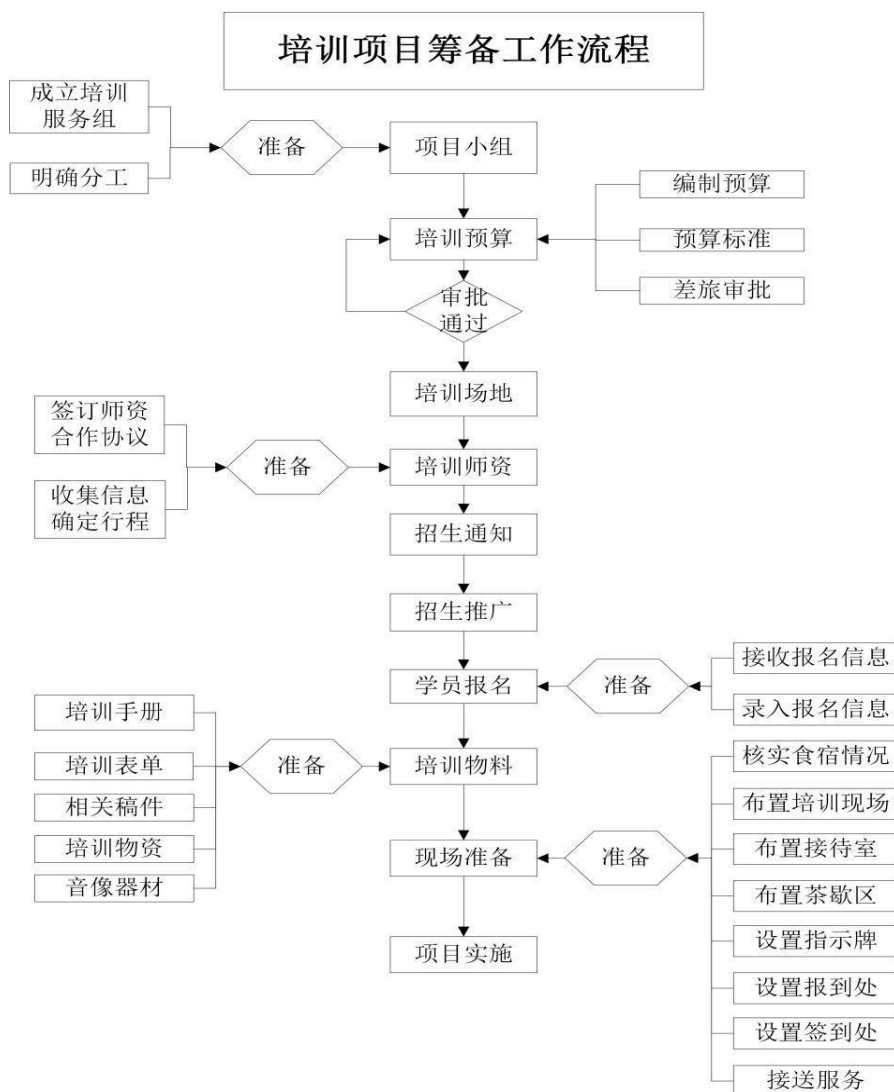 培训项目筹备工作流程
成立培训
服务组
明确分工
准备
项目小组
培训预算
编制预算
预算标准
差旅审批
审批
通过
培训场地
签订师资
合作协议
收集信息
确定行程
准备
培训师资
招生通知
招生推广
学员报名
准备
接收报名信息
录入报名信息
培训手册
培训表单
相关稿件
培训物资
音像器材
准备
培训物料
现场准备
准备
核实食宿情况
布置培训现场
布置接待室
布置茶歇区
设置指示牌
设置报到处
设置签到处
接送服务
项目实施